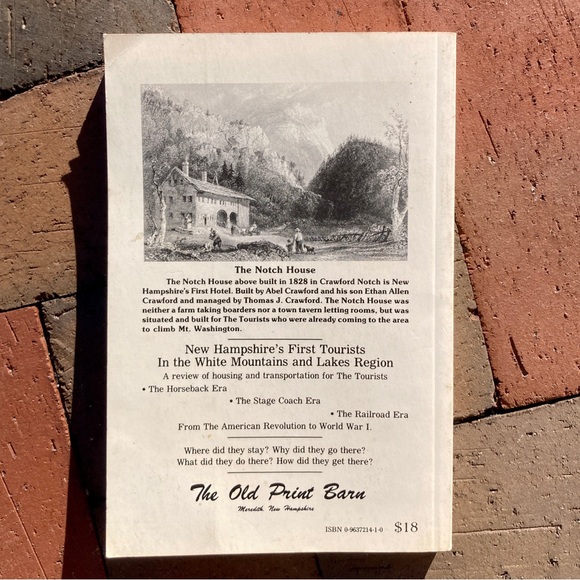 The Notch House
The Notch House above built in 1828 in Crawford Notch is New
Hampshire's First Hotel. Built by Abel Crawford and his son Ethan Allen
Crawford and managed by Thomas J. Crawford. The Notch House was
neither a farm taking boarders nor a town tavern letting rooms, but was
situated and built for The Tourists who were already coming to the area
to climb Mt. Washington.
New Hampshire's First Tourists
In the White Mountains and Lakes Region
A review of housing and transportation for The Tourists
• The Horseback Era
• The Stage Coach Era
• The Railroad Era
From The American Revolution to World War I.
Where did they stay? Why did they go there?
What did they do there? How did they get there?
The Old Print Barn
Meredith, New Hampshire
ISBN 0-9637214-1-0 $18